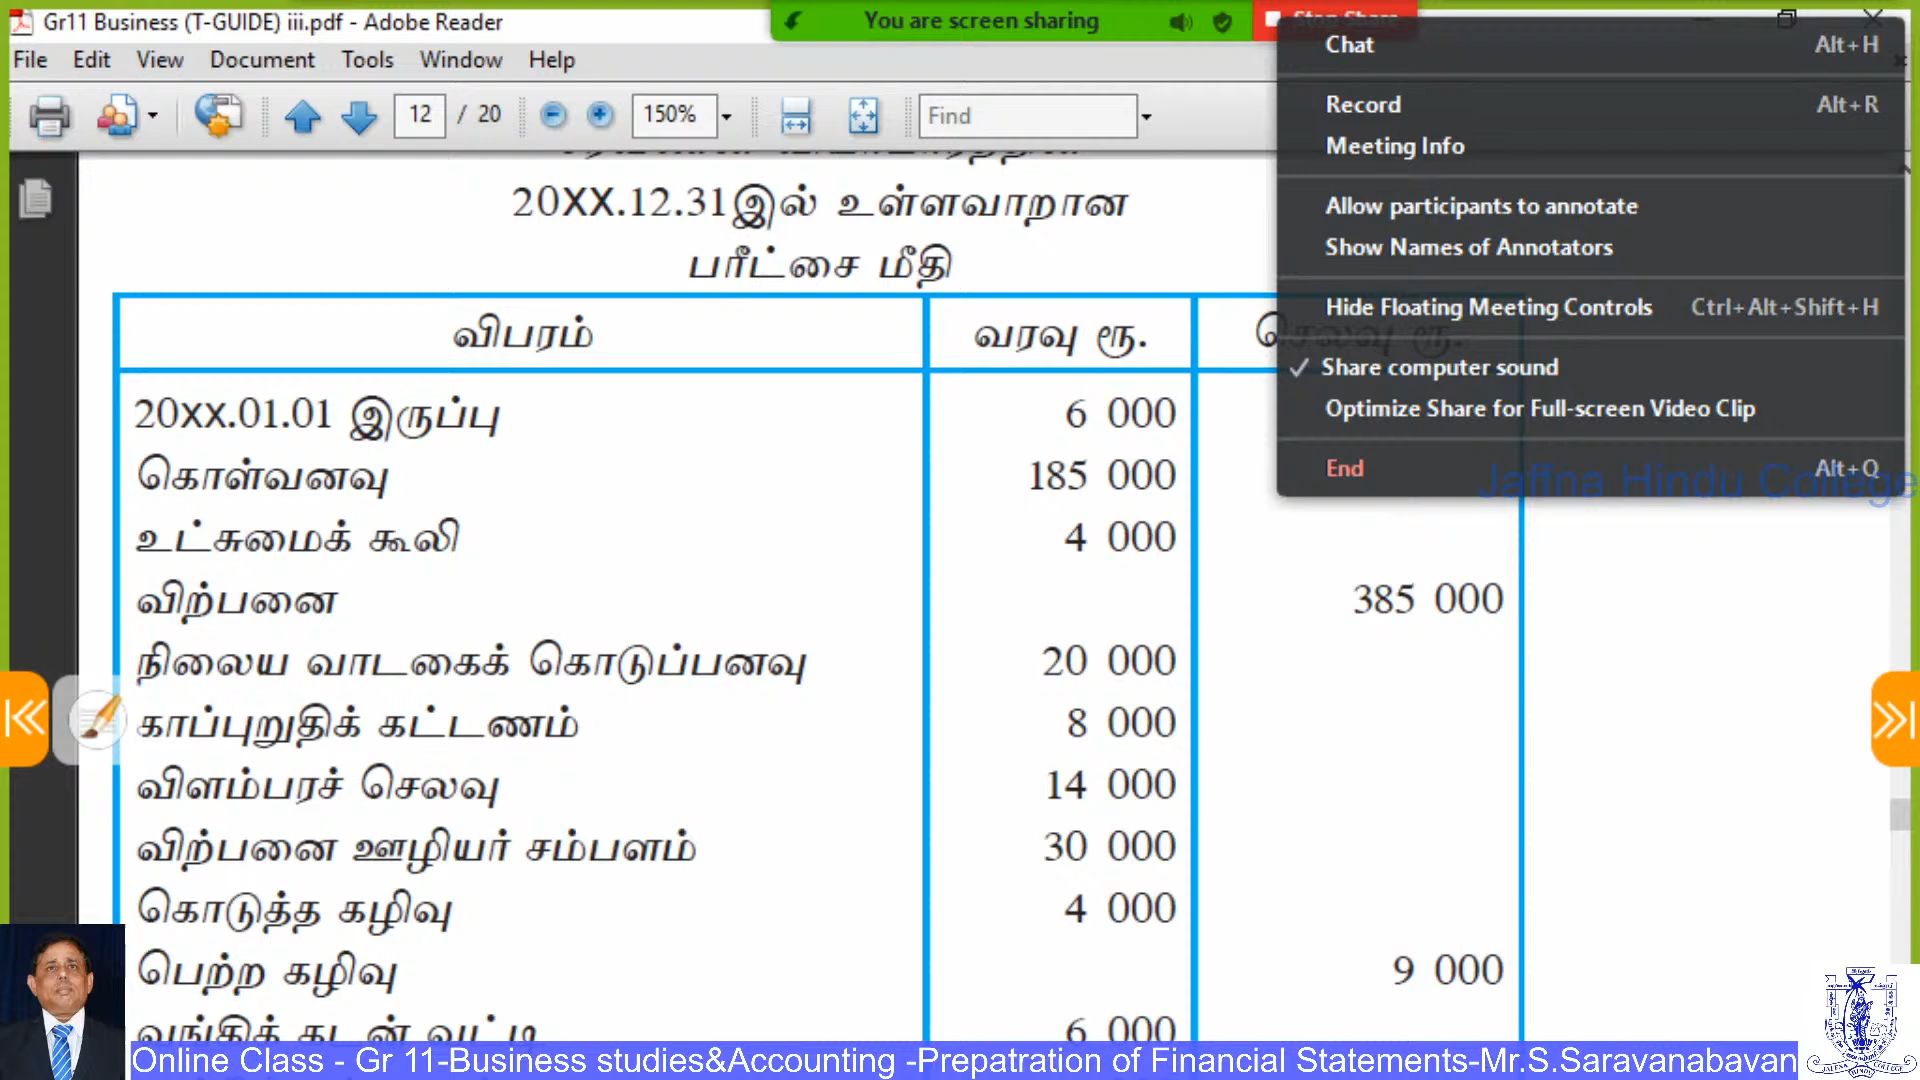 Gr11 Business (T-GUIDE) iii.pdf - Adobe Reader
You are screen sharing
File Edit View Document Tools Window Help
12 / 20 150% Find
Chat Alt+H
Record Alt+R
Meeting Info
Allow participants to annotate
Show Names of Annotators
Hide Floating Meeting Controls Ctrl+Alt+Shift+H
Share computer sound
Optimize Share for Full-screen Video Clip
End Alt+Q
Jaffna Hindu College
20XX.12.31இல் உள்ளவாறான
பரீட்சை மீதி
விபரம் வரவு ரூ. செலவு ரூ.
20xx.01.01 இருப்பு 6 000
கொள்வனவு 185 000
உட்சுமைக் கூலி 4 000
விற்பனை 385 000
நிலைய வாடகைக் கொடுப்பனவு 20 000
காப்புறுதிக் கட்டணம் 8 000
விளம்பரச் செலவு 14 000
விற்பனை ஊழியர் சம்பளம் 30 000
கொடுத்த கழிவு 4 000
பெற்ற கழிவு 9 000
வங்கிக் கடன் வட்டி 6 000
Online Class - Gr 11-Business studies&Accounting -Prepatration of Financial Statements-Mr.S.Saravanabavan